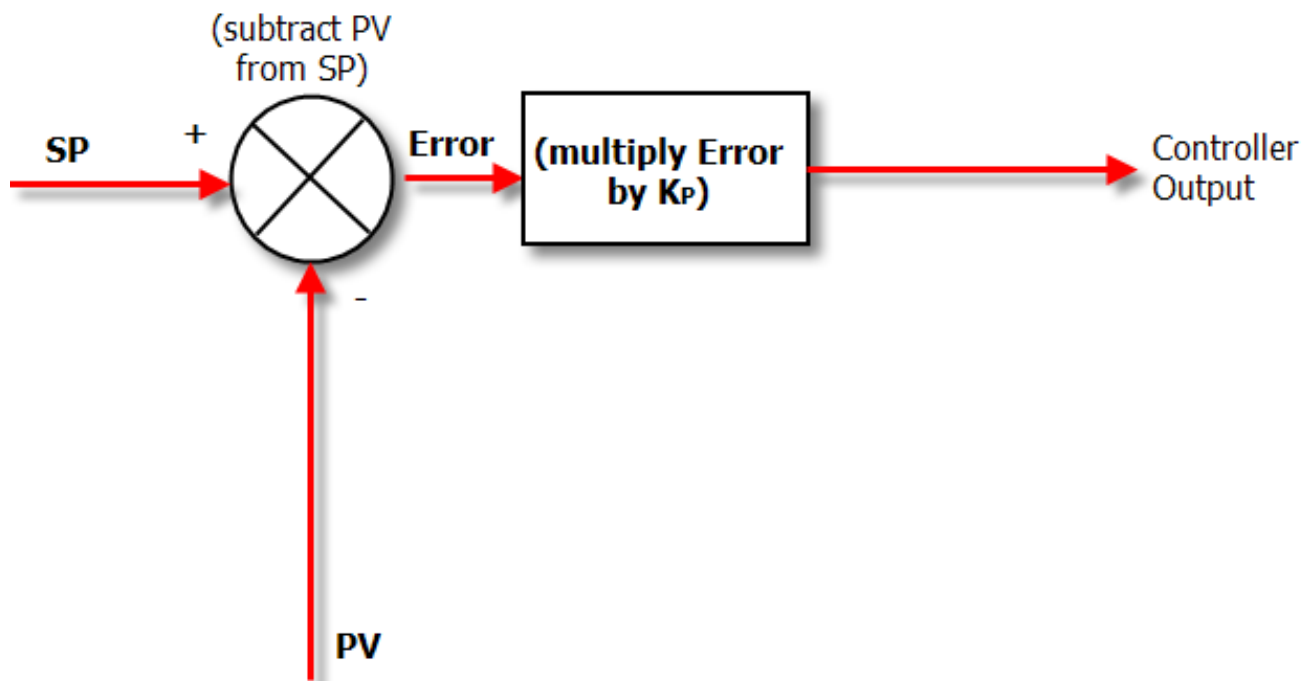 (subtract PV
from SP)
SP
+
Error
(multiply Error
by KP)
Controller
Output
-
PV